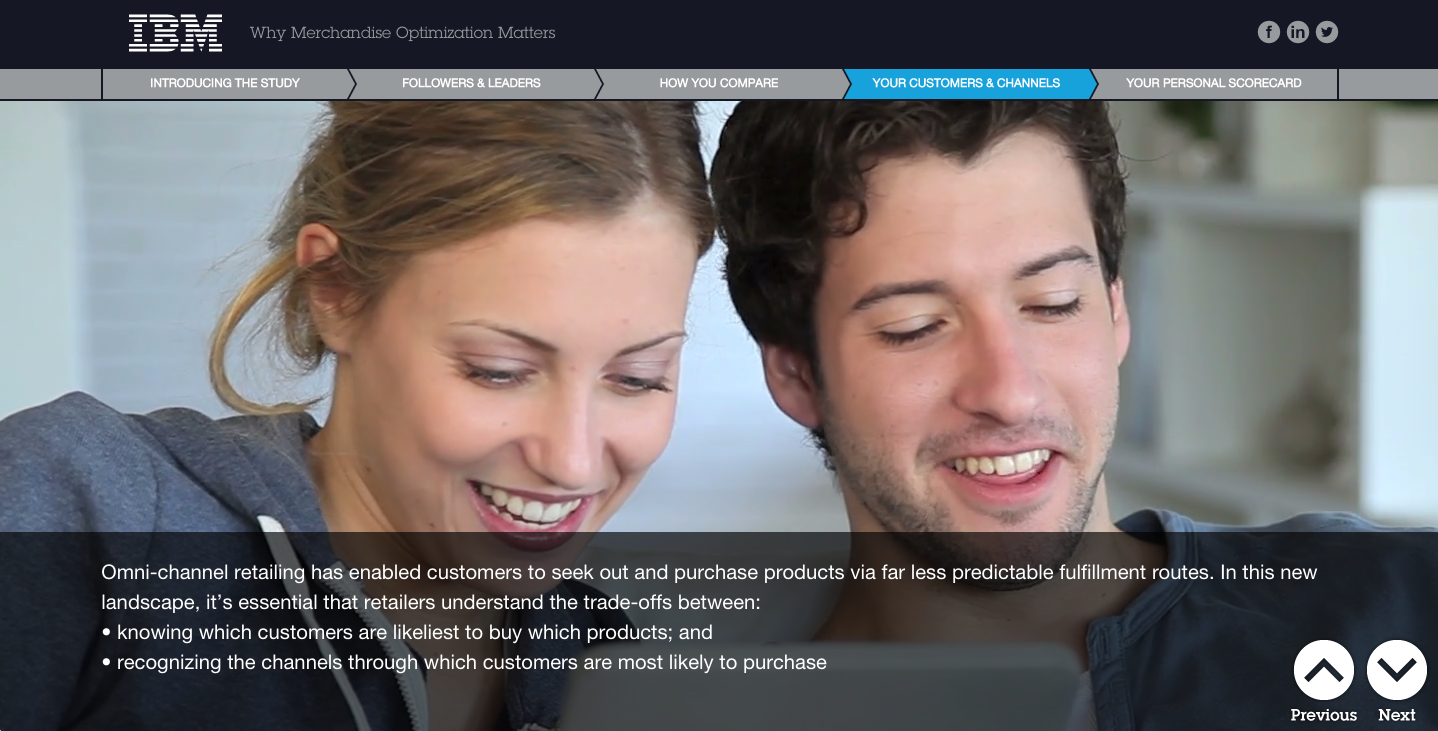 IBM
Why Merchandise Optimization Matters
f in
INTRODUCING THE STUDY
FOLLOWERS & LEADERS
HOW YOU COMPARE
YOUR CUSTOMERS & CHANNELS
YOUR PERSONAL SCORECARD
Omni-channel retailing has enabled customers to seek out and purchase products via far less predictable fulfillment routes. In this new
landscape, it’s essential that retailers understand the trade-offs between:
• knowing which customers are likeliest to buy which products; and
• recognizing the channels through which customers are most likely to purchase
Previous Next